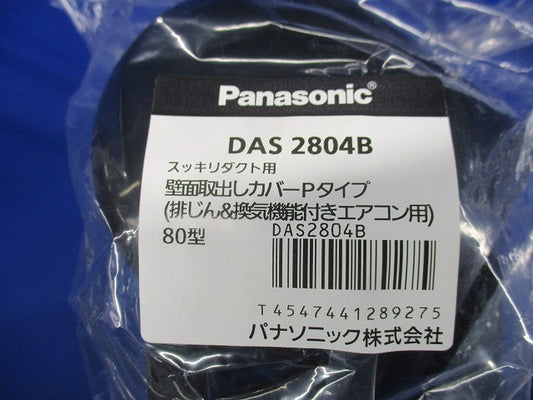 Panasonic®
DAS 2804B
スッキリダクト用
壁面取出しカバーPタイプ
(排じん&換気機能付きエアコン用)
80型
DAS2804B
T4547441289275
パナソニック株式会社